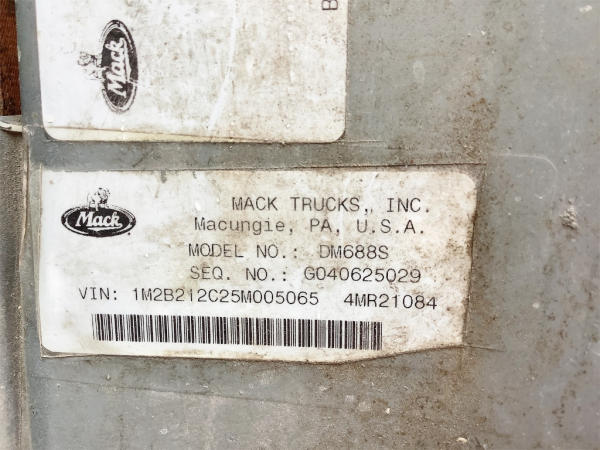 Mack
B
Mack
MACK TRUCKS, INC.
Macungie, PA, U.S.A.
MODEL NO.: DM688S
SEQ. NO.: G040625029
VIN: 1M2B212C25M005065 4MR21084